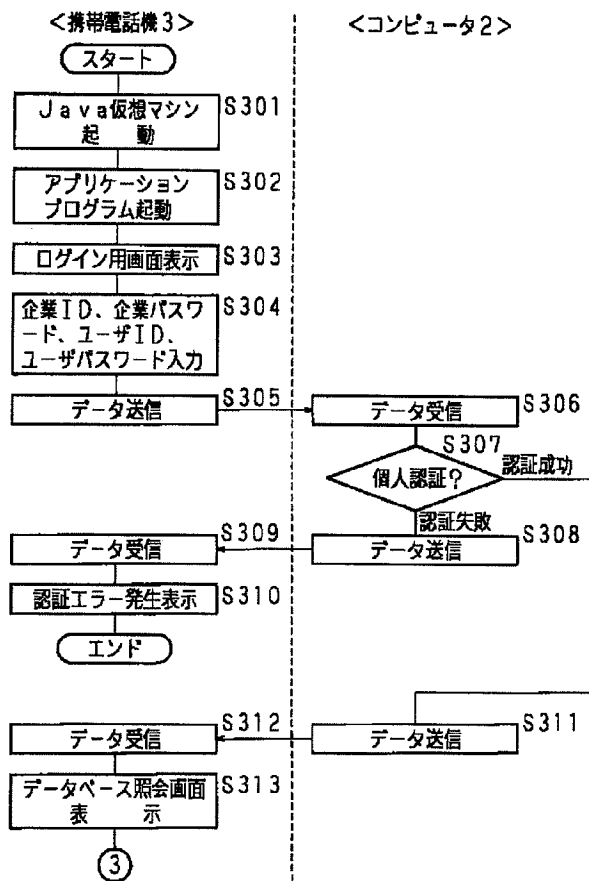 <携帯電話機3>
<コンピュータ2>
スタート
Java仮想マシン
起 動
S301
アプリケーション
プログラム起動
S302
ログイン用画面表示
S303
企業ID、企業パスワ
ード、ユーザID、
ユーザパスワード入力
S304
データ送信
S305
データ受信
S306
個人認証?
S307
認証成功
認証失敗
データ送信
S308
データ受信
S309
認証エラー発生表示
S310
エンド
データ送信
S311
データ受信
S312
データベース照会画面
表 示
S313
3